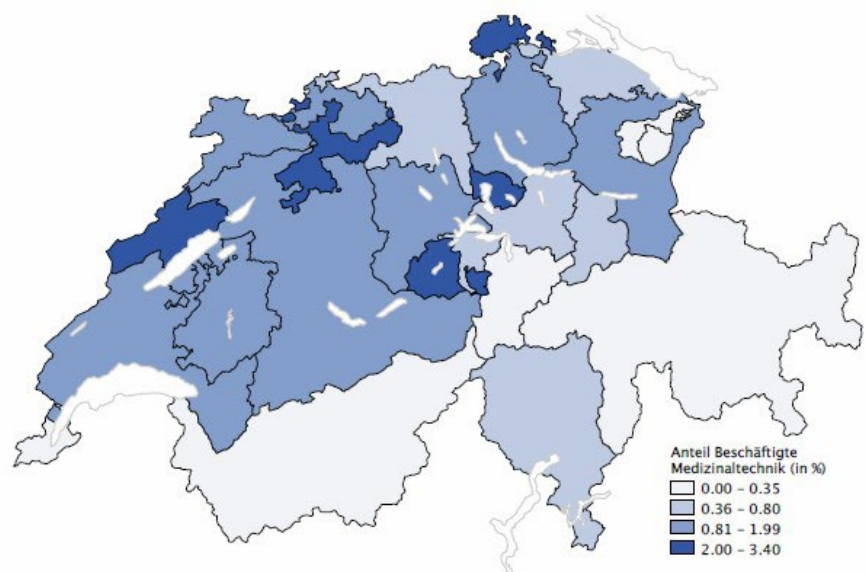 Anteil Beschäftigte
Medizinaltechnik (in %)
0.00 – 0.35
0.36 – 0.80
0.81 – 1.99
2.00 – 3.40